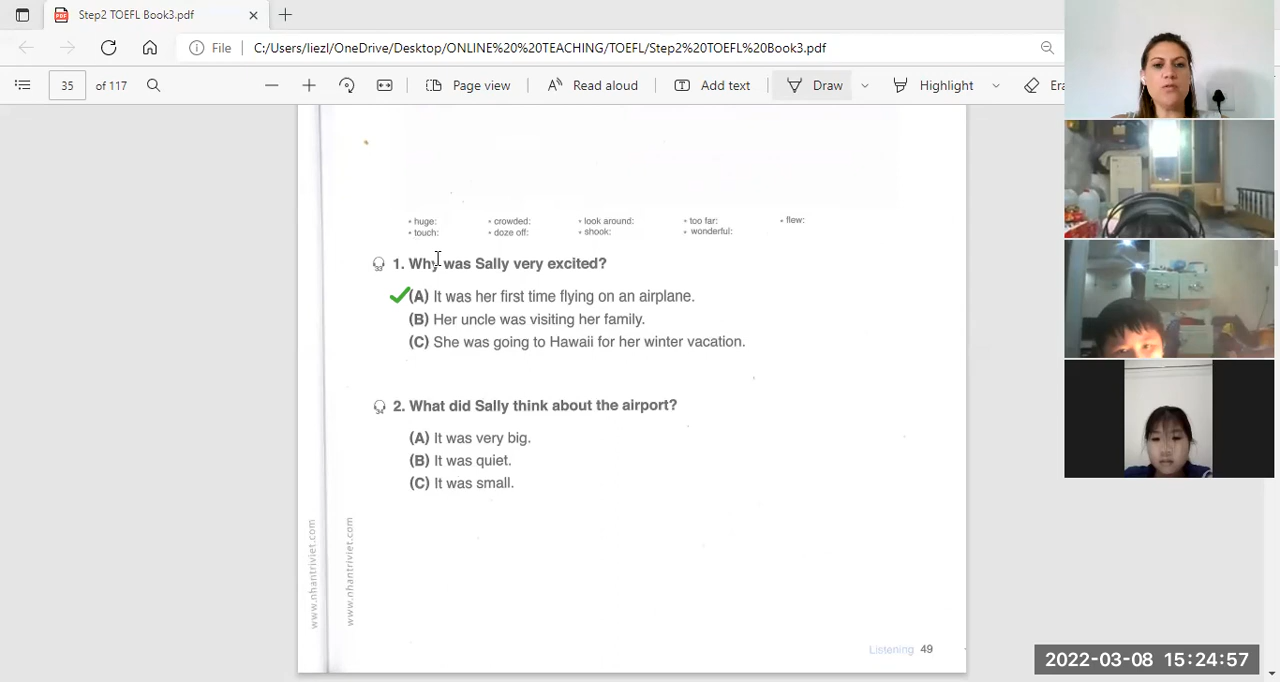 Step2 TOEFL Book3.pdf
File
C:/Users/liezl/OneDrive/Desktop/ONLINE%20%20TEACHING/TOEFL/Step2%20TOEFL%20Book3.pdf
35 of 117
Page view
Read aloud
Add text
Draw
Highlight
Era
• huge: • crowded: • look around: • too far: • flew:
• touch: • doze off: • shook: • wonderful:
1. Why was Sally very excited?
(A) It was her first time flying on an airplane.
(B) Her uncle was visiting her family.
(C) She was going to Hawaii for her winter vacation.
2. What did Sally think about the airport?
(A) It was very big.
(B) It was quiet.
(C) It was small.
www.nhantriviet.com
www.nhantriviet.com
Listening 49
2022-03-08 15:24:57